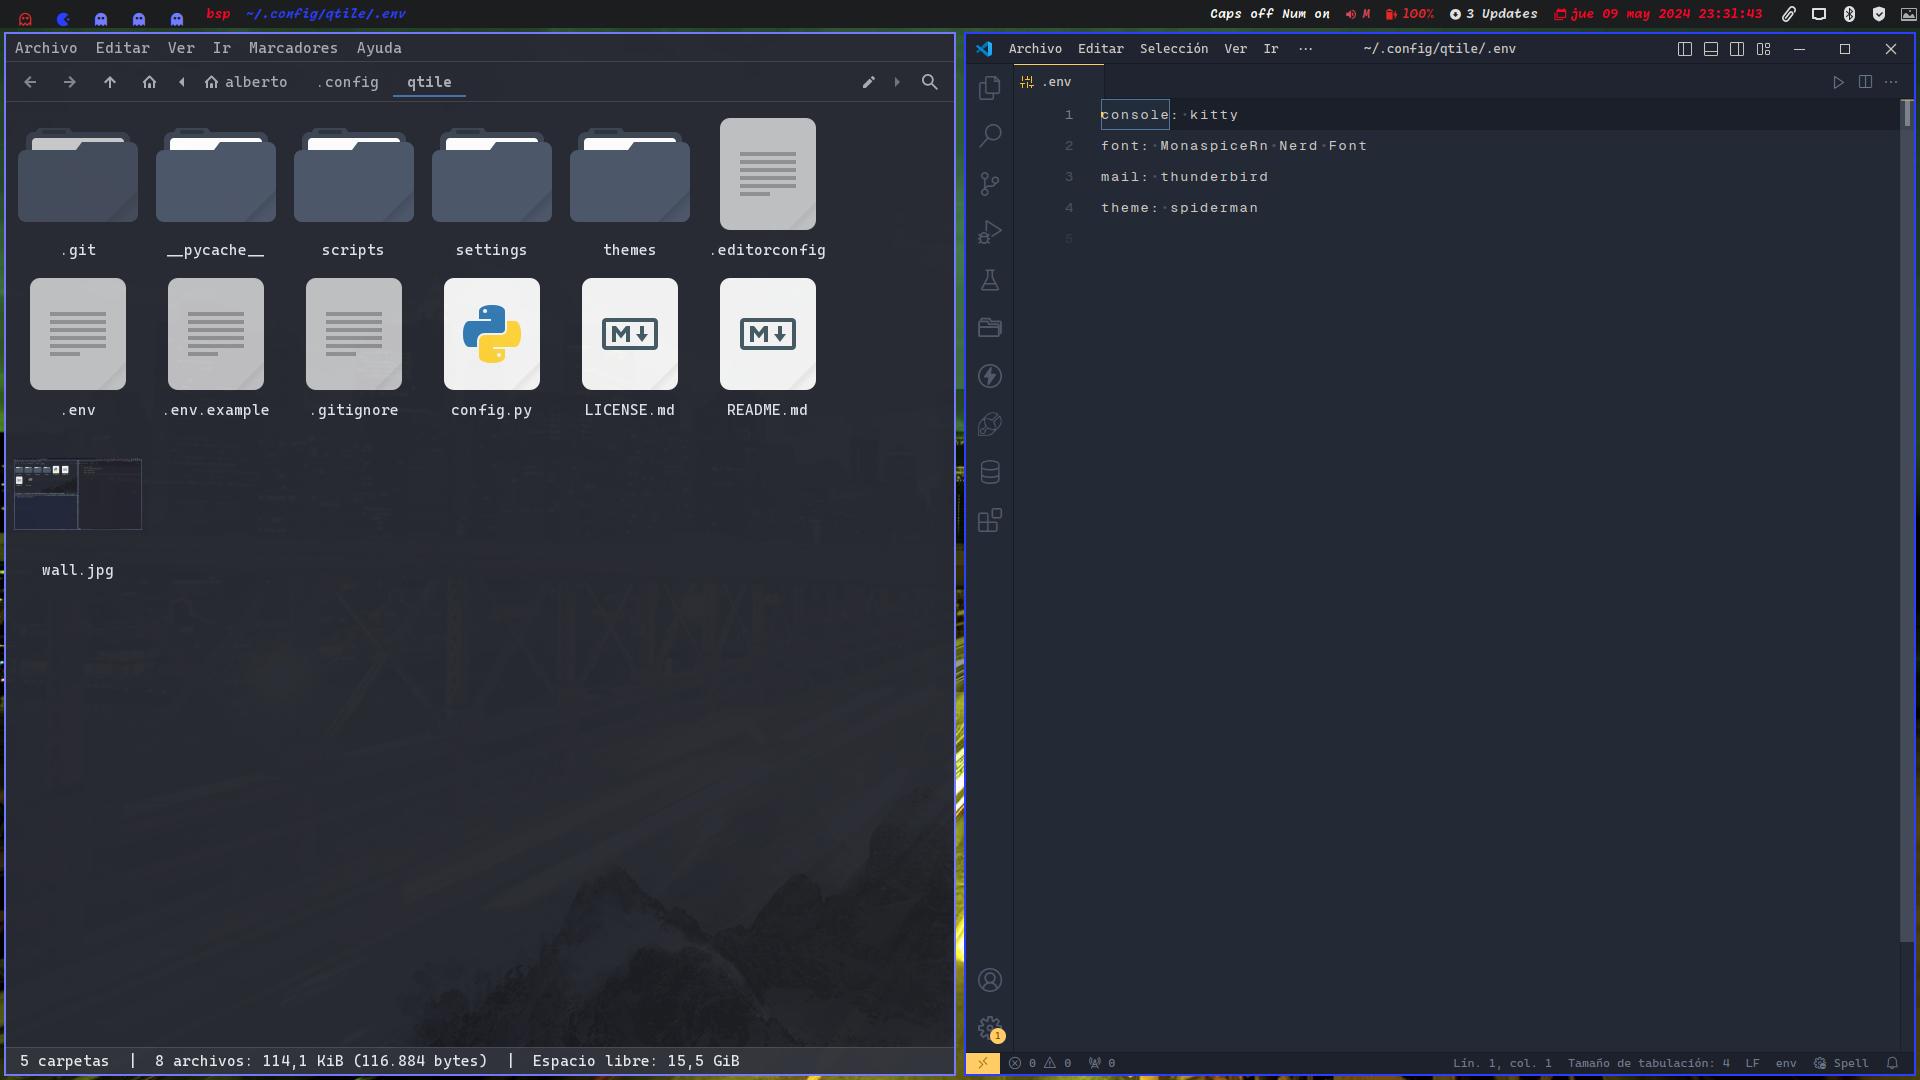 bsp ~/.config/qtile/.env
Caps off Num on M 100% 3 Updates jue 09 may 2024 23:31:43
Archivo Editar Ver Ir Marcadores Ayuda
alberto .config qtile
.git __pycache__ scripts settings themes .editorconfig
.env .env.example .gitignore config.py LICENSE.md README.md
wall.jpg
5 carpetas | 8 archivos: 114,1 KiB (116.884 bytes) | Espacio libre: 15,5 GiB
Archivo Editar Selección Ver Ir ··· ~/.config/qtile/.env
.env
1 console: kitty
2 font: MonaspiceRn Nerd Font
3 mail: thunderbird
4 theme: spiderman
5
1
0 0 0 Lín. 1, col. 1 Tamaño de tabulación: 4 LF env Spell